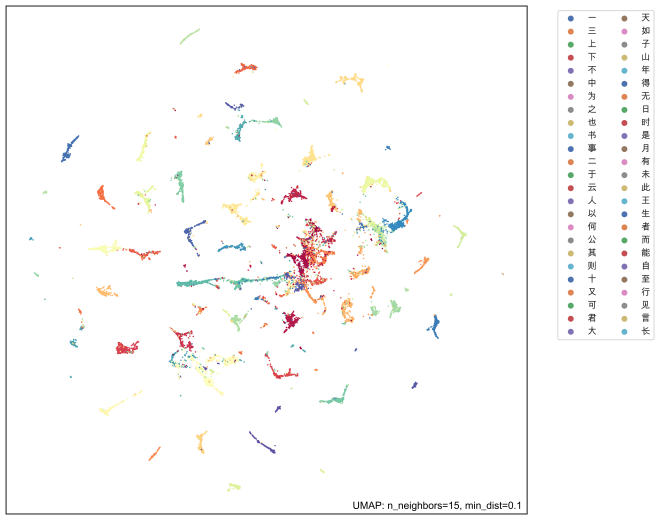 一 天
三 如
上 子
下 山
不 年
中 得
为 无
之 日
也 时
书 是
事 月
二 有
于 未
云 此
人 王
以 生
何 者
公 而
其 能
则 自
十 至
又 行
可 见
君 言
大 长
UMAP: n_neighbors=15, min_dist=0.1